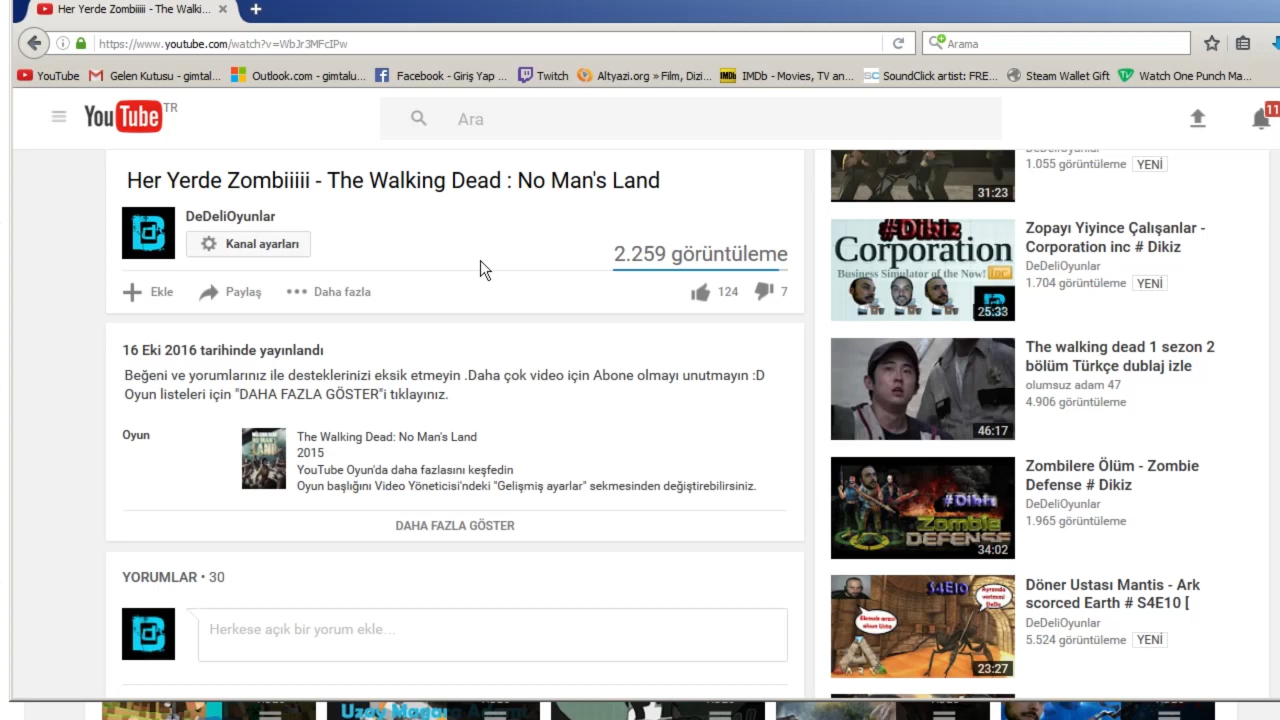 Her Yerde Zombiiiii - The Walki...
https://www.youtube.com/watch?v=WbJr3MFcIPw
Arama
YouTube
Gelen Kutusu - gimtal...
Outlook.com - gimtalu...
Facebook - Giriş Yap ...
Twitch
Altyazi.org » Film, Dizi...
IMDb
IMDb - Movies, TV an...
SC
SoundClick artist: FRE...
Steam Wallet Gift
Watch One Punch Ma...
YouTube TR
Ara
11
Her Yerde Zombiiiii - The Walking Dead : No Man's Land
DeDeliOyunlar
Kanal ayarları
2.259 görüntüleme
Ekle
Paylaş
Daha fazla
124
7
16 Eki 2016 tarihinde yayınlandı
Beğeni ve yorumlarınız ile desteklerinizi eksik etmeyin .Daha çok video için Abone olmayı unutmayın :D
Oyun listeleri için "DAHA FAZLA GÖSTER"i tıklayınız.
Oyun
The Walking Dead: No Man's Land
2015
YouTube Oyun'da daha fazlasını keşfedin
Oyun başlığını Video Yöneticisi'ndeki "Gelişmiş ayarlar" sekmesinden değiştirebilirsiniz.
DAHA FAZLA GÖSTER
YORUMLAR • 30
Herkese açık bir yorum ekle...
31:23
DeDeliOyunlar
1.055 görüntüleme YENİ
#Dikiz
Corporation
Business Simulator of the Now! inc.
25:33
Zopayı Yiyince Çalışanlar -
Corporation inc # Dikiz
DeDeliOyunlar
1.704 görüntüleme YENİ
46:17
The walking dead 1 sezon 2
bölüm Türkçe dublaj izle
olumsuz adam 47
4.906 görüntüleme
#Dikiz
Zombie
DEFENSE
34:02
Zombilere Ölüm - Zombie
Defense # Dikiz
DeDeliOyunlar
1.965 görüntüleme
S4E10
ARK
23:27
Döner Ustası Mantis - Ark
scorced Earth # S4E10 [
DeDeliOyunlar
5.524 görüntüleme YENİ